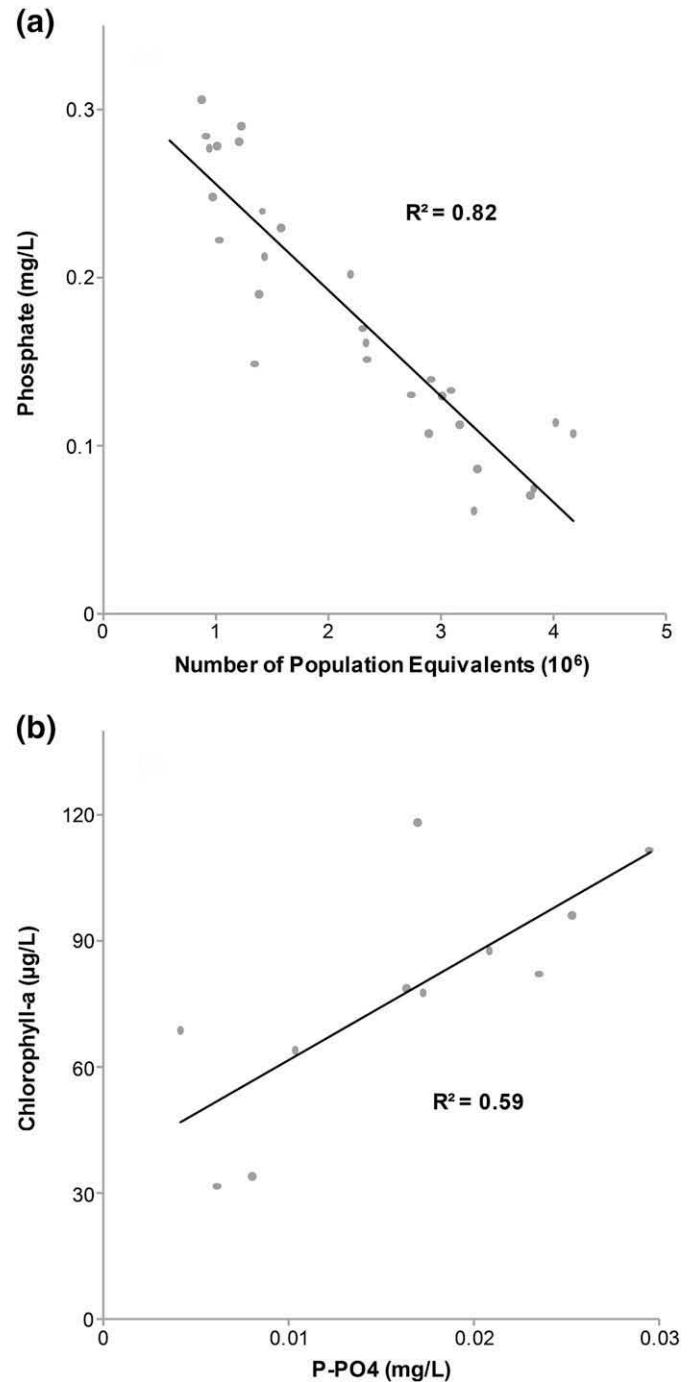 (a)
0.3
R² = 0.82
Phosphate (mg/L)
0.2
0.1
0
0 1 2 3 4 5
Number of Population Equivalents (10⁶)
(b)
120
90
Chlorophyll-a (µg/L)
60
R² = 0.59
30
0
0 0.01 0.02 0.03
P-PO4 (mg/L)